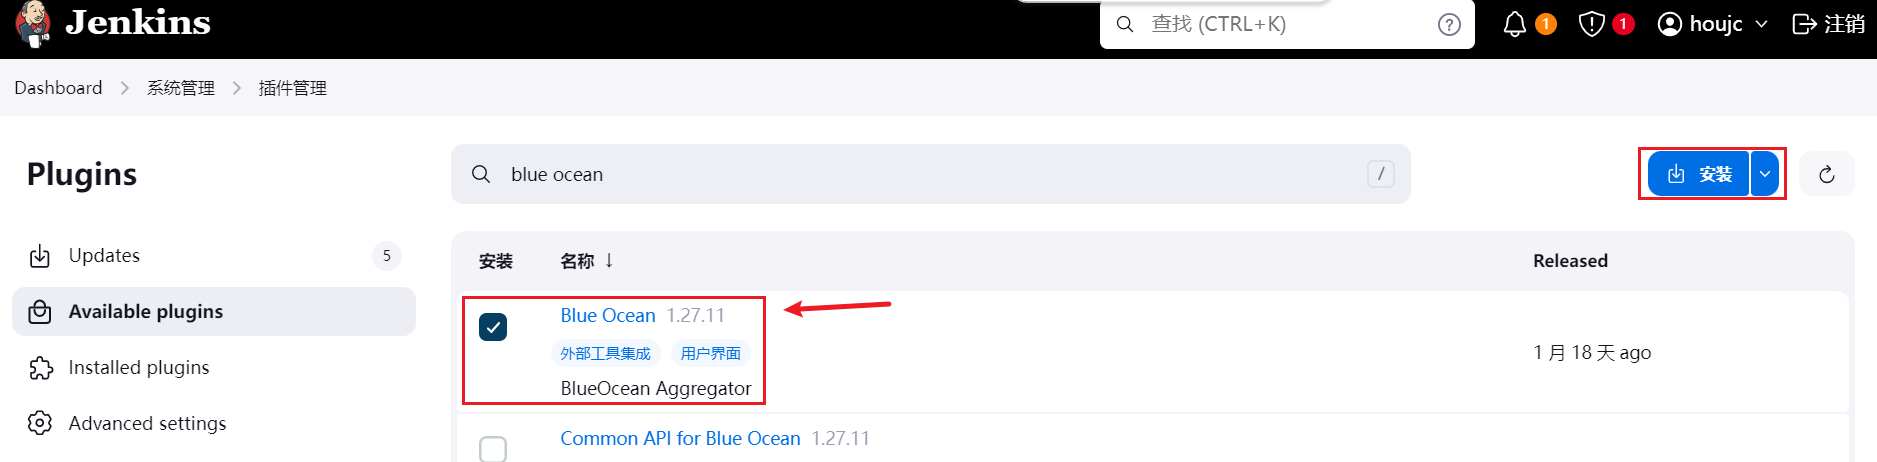 Jenkins
查找 (CTRL+K)
1
1
houjc
注销
Dashboard
系统管理
插件管理
Plugins
blue ocean
/
安装
Updates
5
Available plugins
Installed plugins
Advanced settings
安装
名称 ↓
Released
Blue Ocean 1.27.11
外部工具集成 用户界面
BlueOcean Aggregator
1 月 18 天 ago
Common API for Blue Ocean 1.27.11